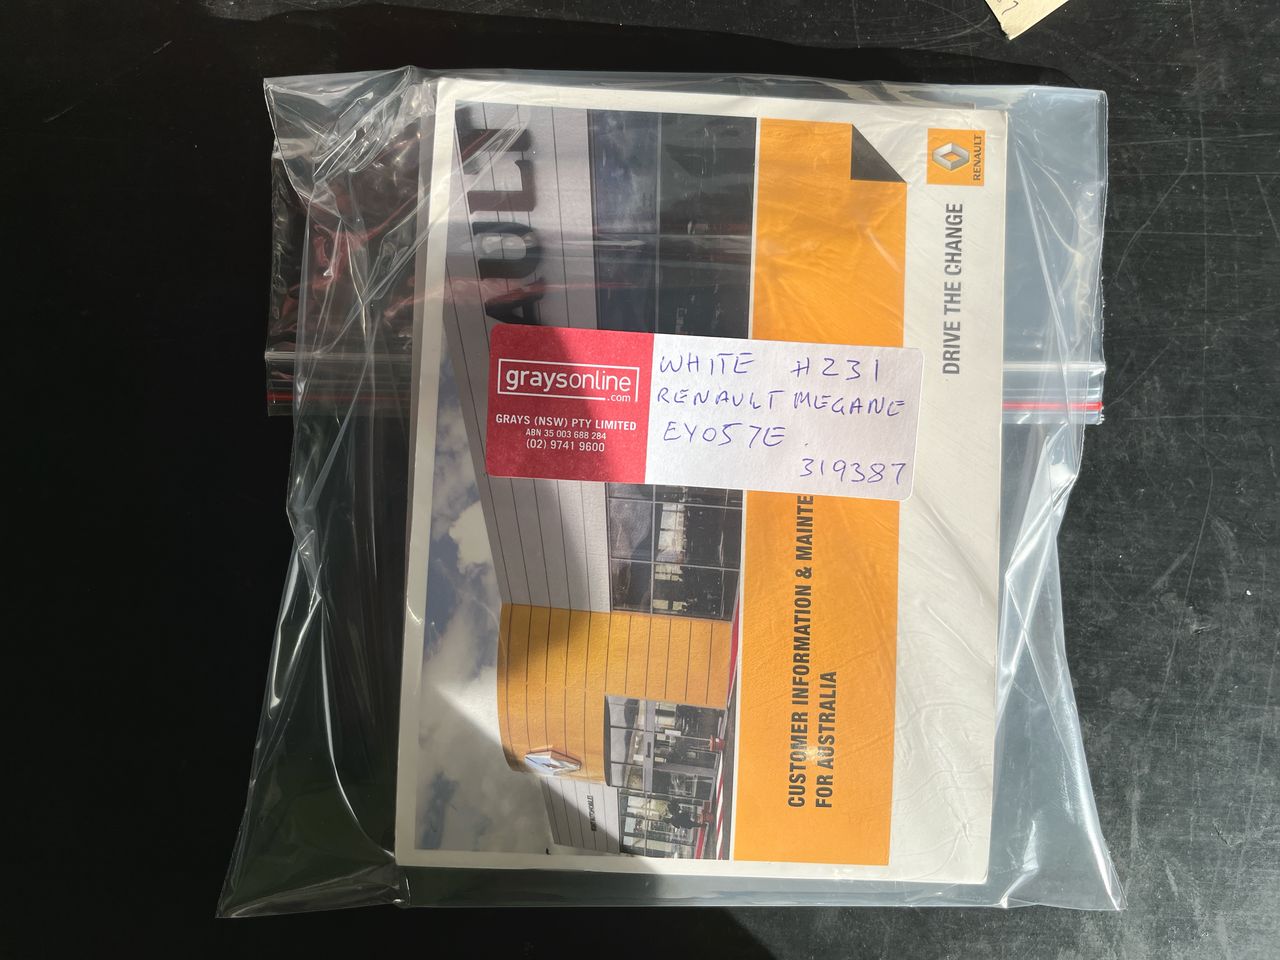 RENAULT
DRIVE THE CHANGE
AULT
graysonline
.com
GRAYS (NSW) PTY LIMITED
ABN 35 003 688 284
(02) 9741 9600
WHITE #231
RENAULT MEGANE
EY057E
319387
CUSTOMER INFORMATION & MAINTE
FOR AUSTRALIA